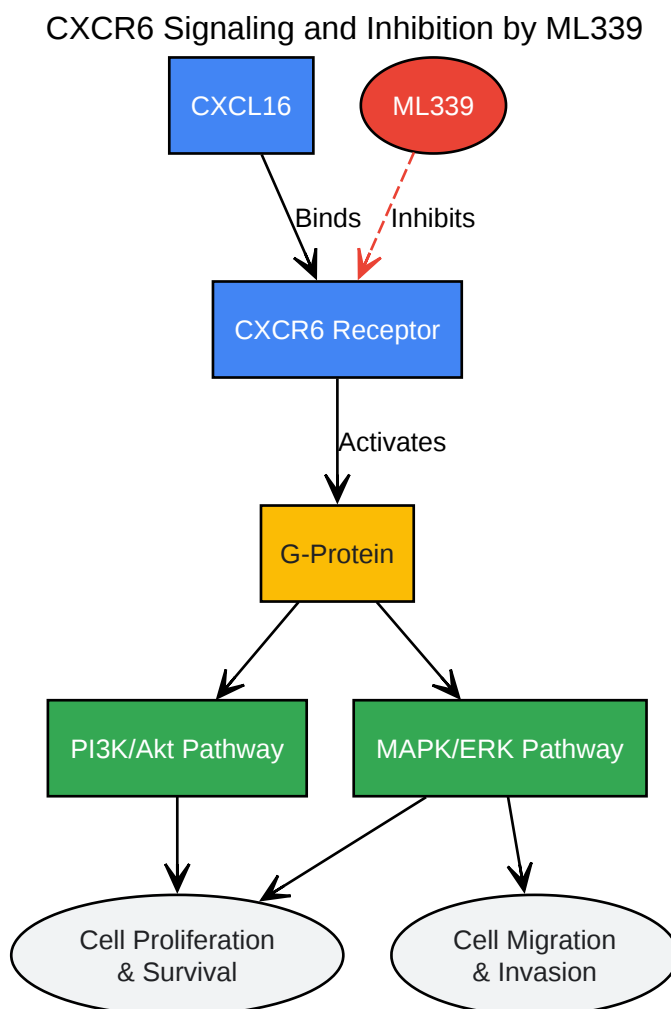 CXCR6 Signaling and Inhibition by ML339
CXCL16
ML339
Binds
Inhibits
CXCR6 Receptor
Activates
G-Protein
PI3K/Akt Pathway
MAPK/ERK Pathway
Cell Proliferation
& Survival
Cell Migration
& Invasion